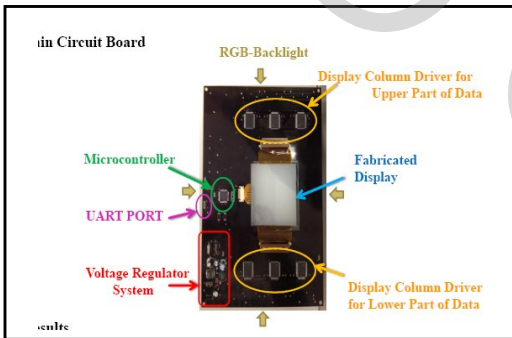 in Circuit Board
RGB-Backlight
Display Column Driver for
Upper Part of Data
Microcontroller
Fabricated
Display
UART PORT
Voltage Regulator
System
Display Column Driver
for Lower Part of Data
sults